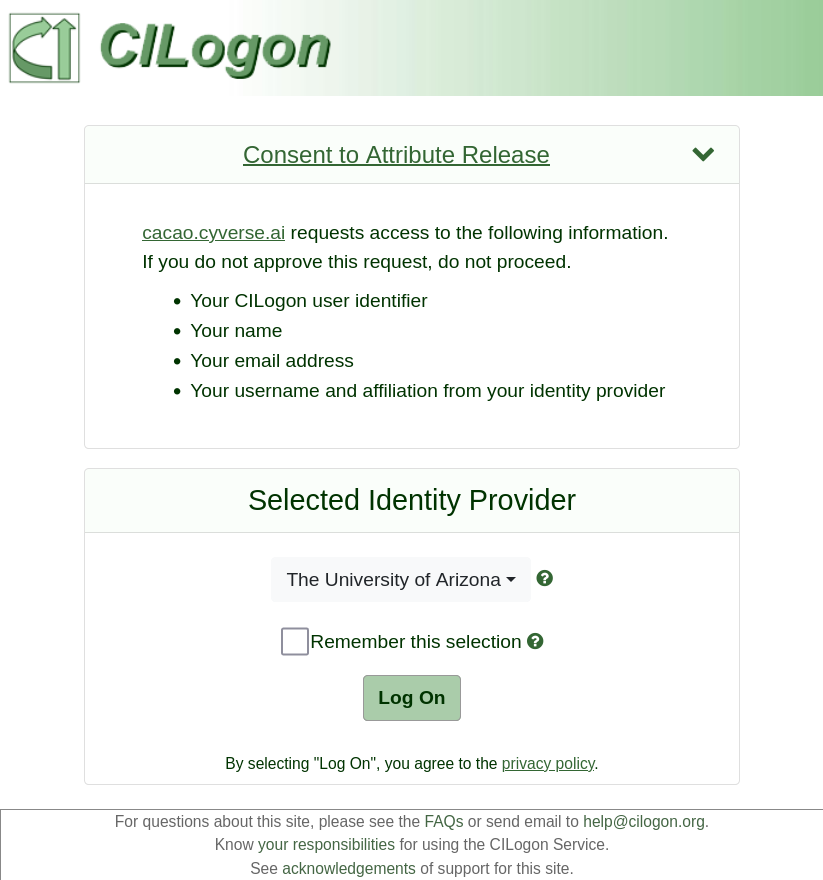 CILogon
Consent to Attribute Release
cacao.cyverse.ai requests access to the following information.
If you do not approve this request, do not proceed.
• Your CILogon user identifier
• Your name
• Your email address
• Your username and affiliation from your identity provider
Selected Identity Provider
The University of Arizona
Remember this selection
Log On
By selecting "Log On", you agree to the privacy policy.
For questions about this site, please see the FAQs or send email to help@cilogon.org.
Know your responsibilities for using the CILogon Service.
See acknowledgements of support for this site.